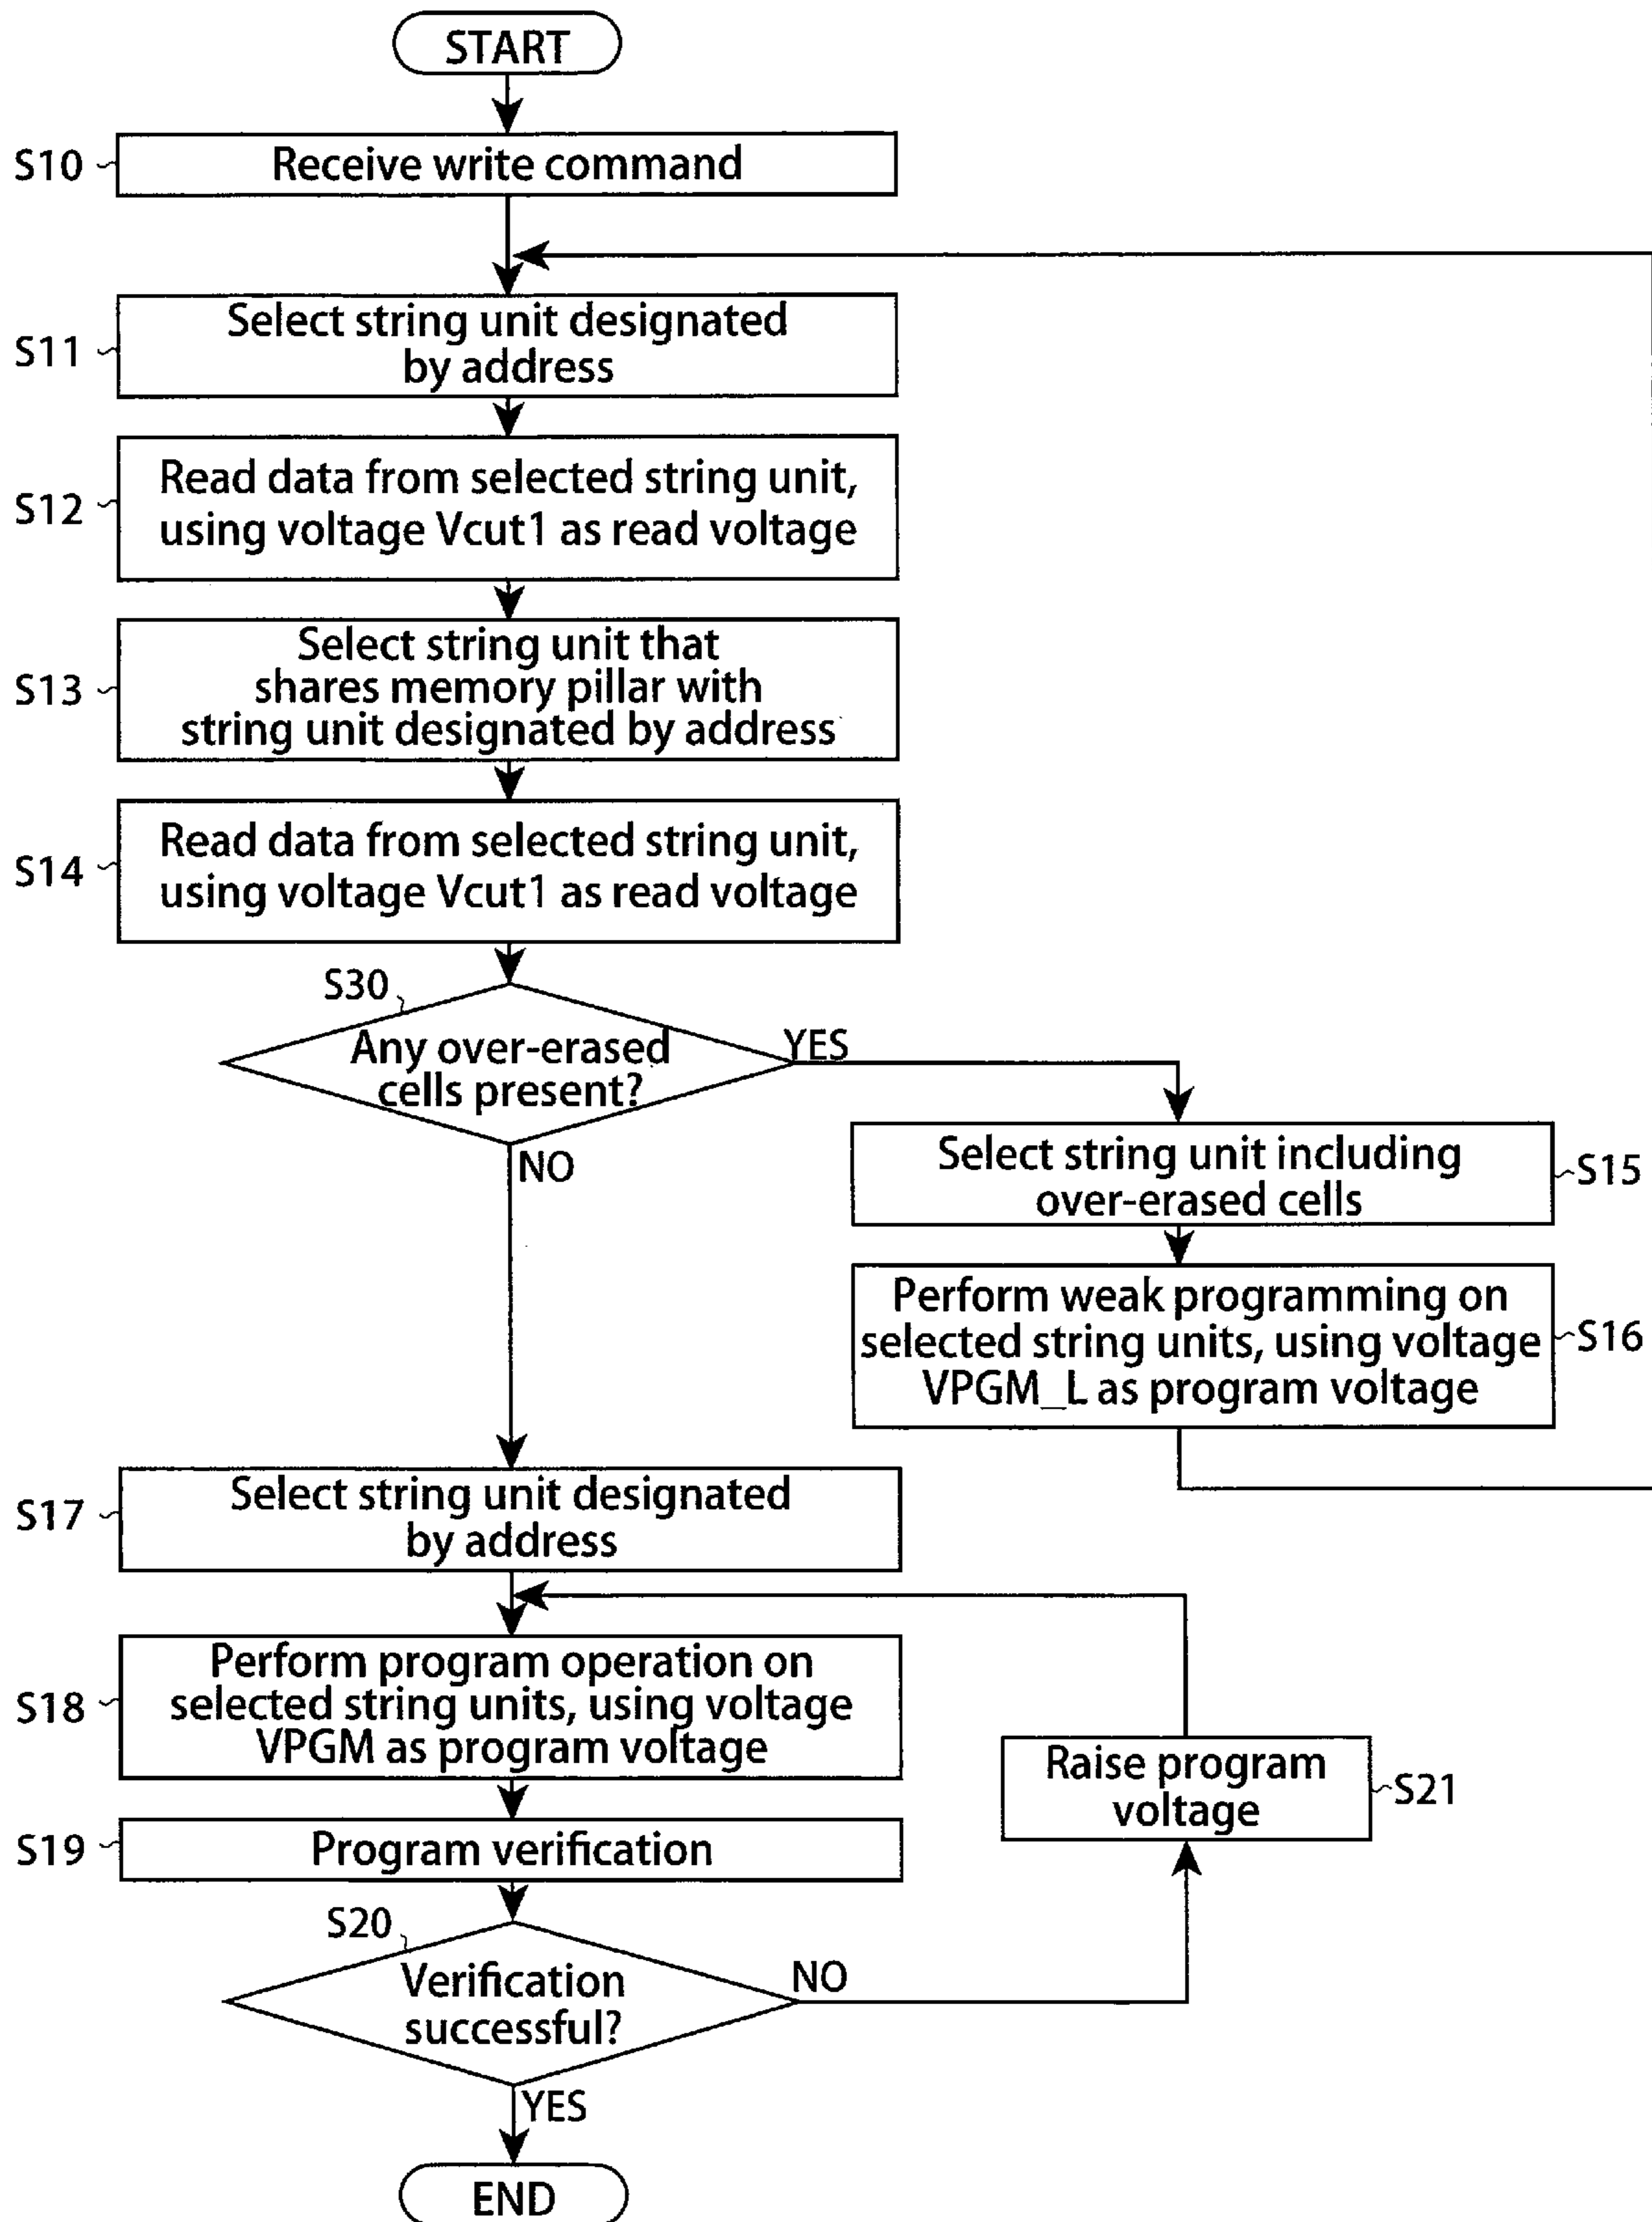 START
S10
Receive write command
S11
Select string unit designated
by address
S12
Read data from selected string unit,
using voltage Vcut1 as read voltage
S13
Select string unit that
shares memory pillar with
string unit designated by address
S14
Read data from selected string unit,
using voltage Vcut1 as read voltage
S30
Any over-erased
cells present?
YES
NO
Select string unit including
over-erased cells
S15
Perform weak programming on
selected string units, using voltage
VPGM_L as program voltage
S16
S17
Select string unit designated
by address
S18
Perform program operation on
selected string units, using voltage
VPGM as program voltage
Raise program
voltage
S21
S19
Program verification
S20
Verification
successful?
NO
YES
END